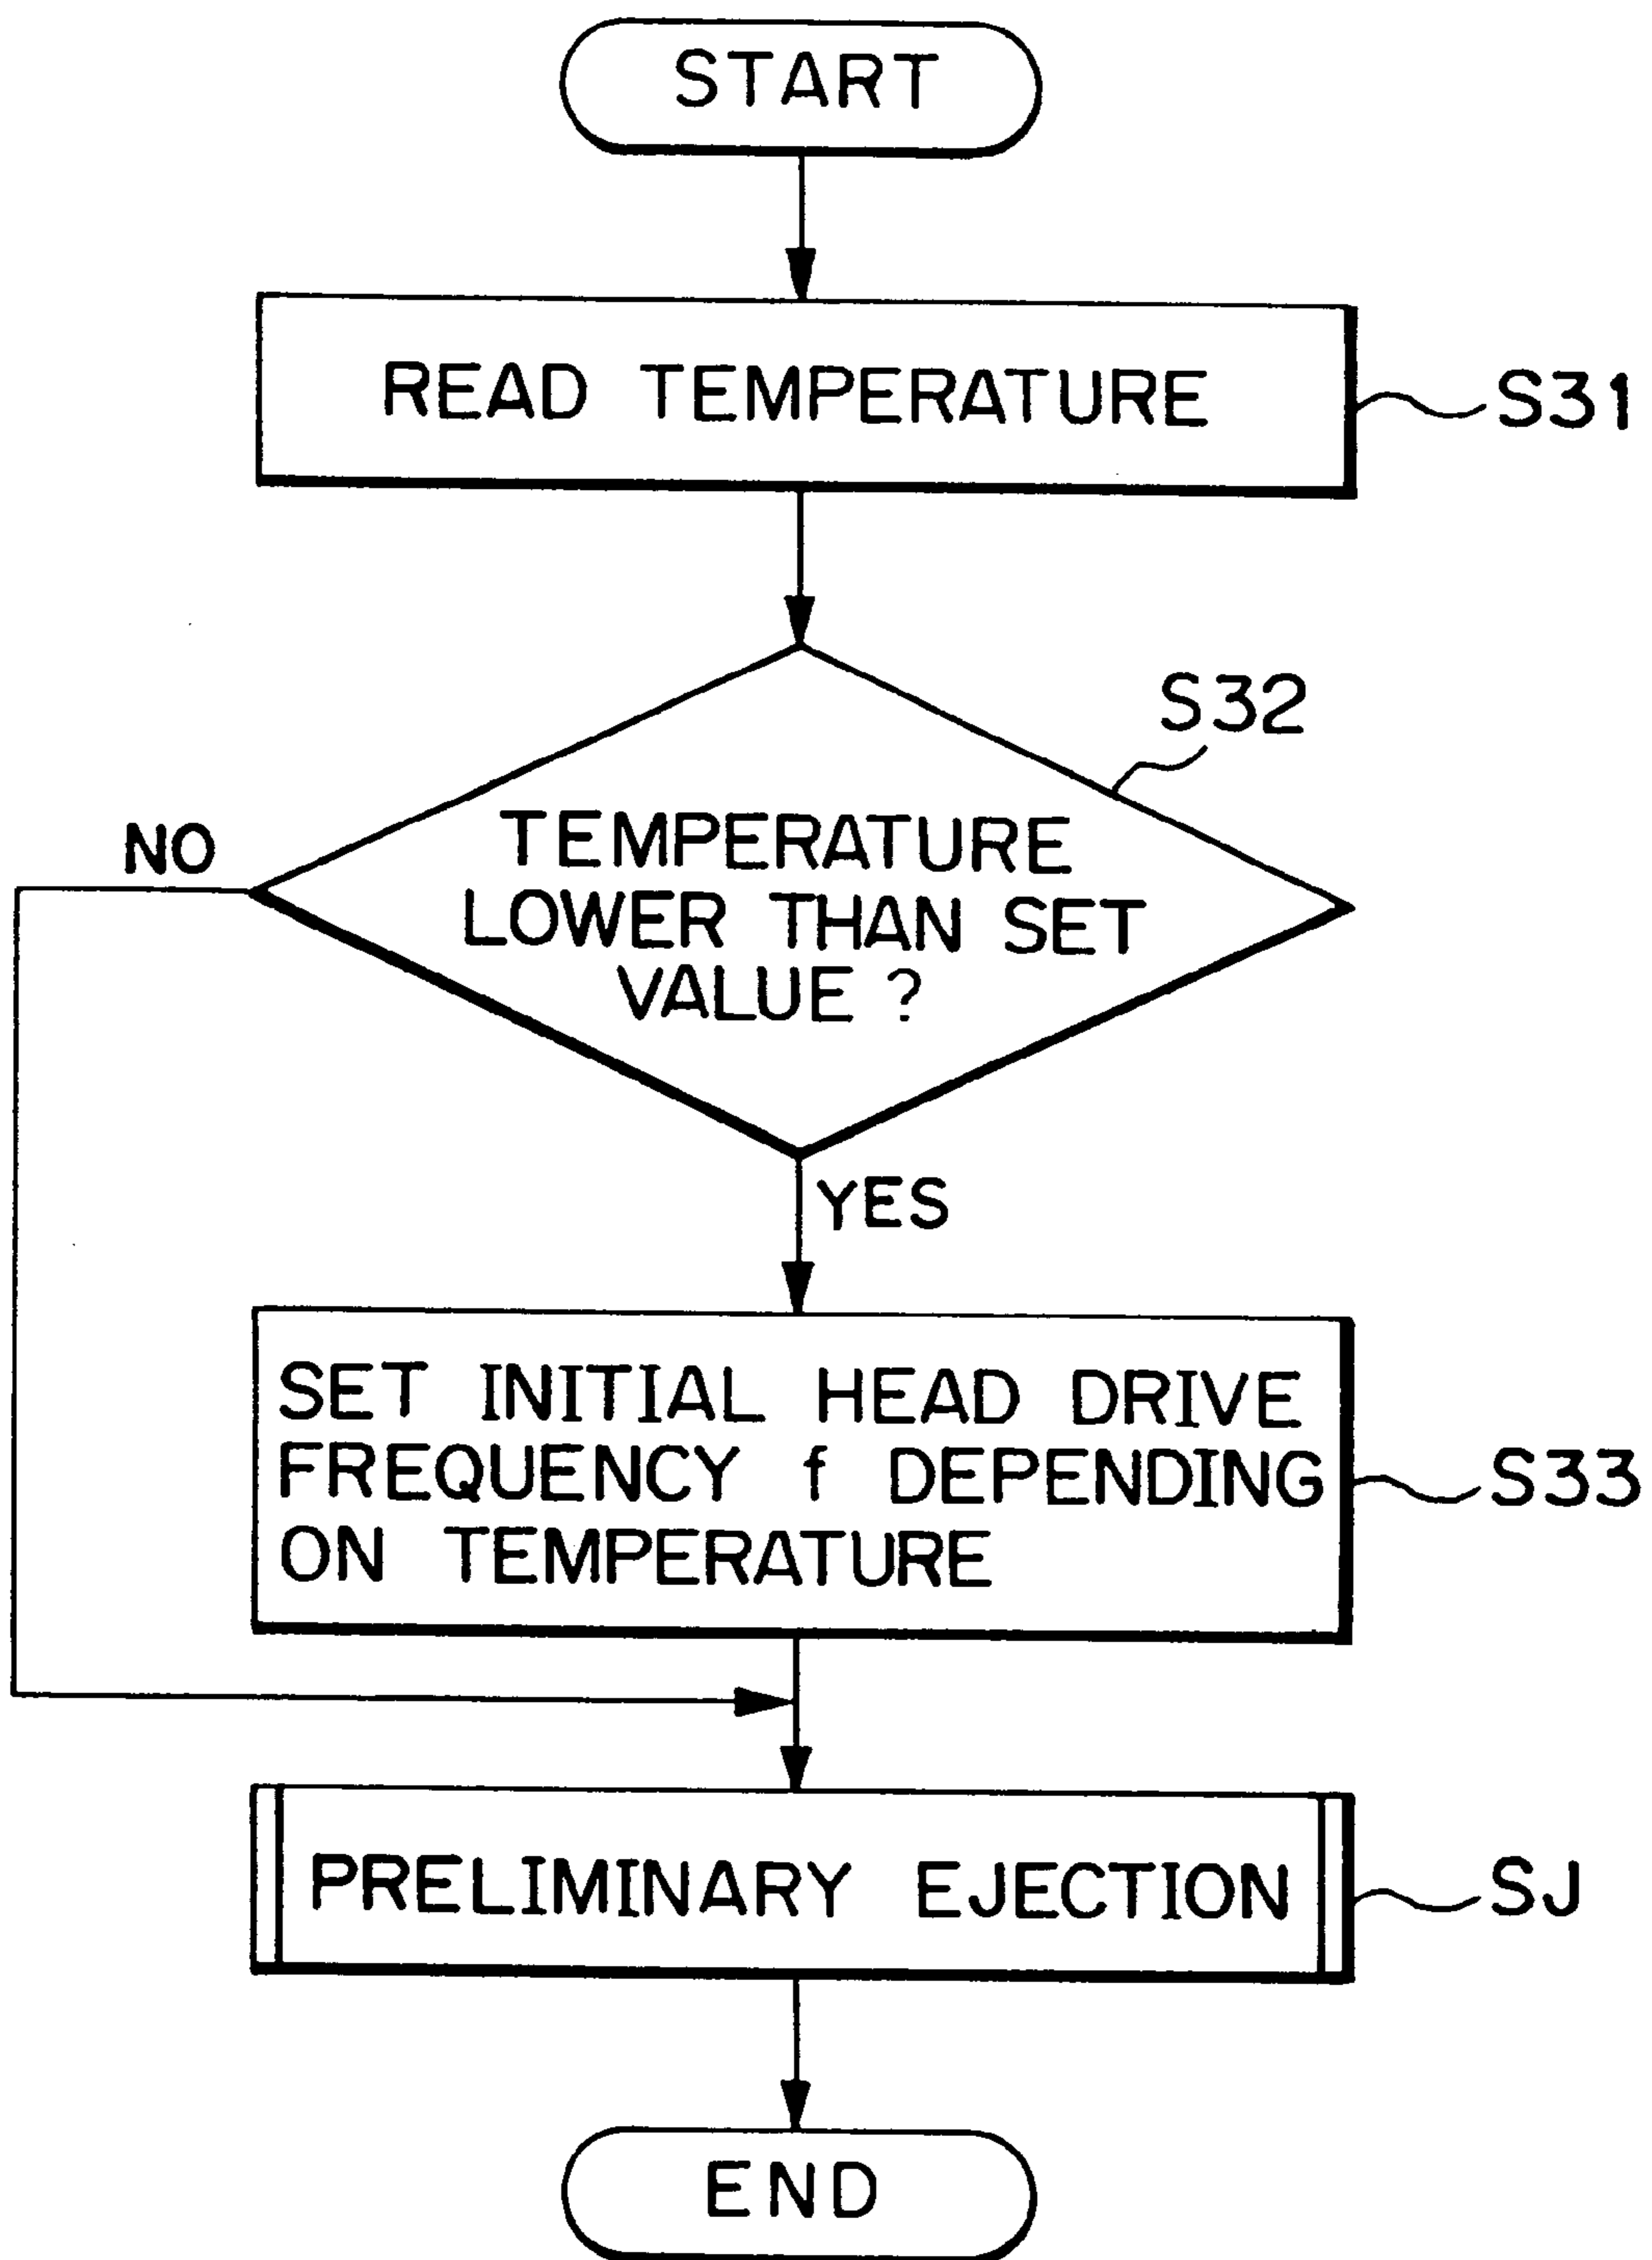 START
READ TEMPERATURE
S31
S32
NO
TEMPERATURE
LOWER THAN SET
VALUE ?
YES
SET INITIAL HEAD DRIVE
FREQUENCY f DEPENDING
ON TEMPERATURE
S33
PRELIMINARY EJECTION
SJ
END